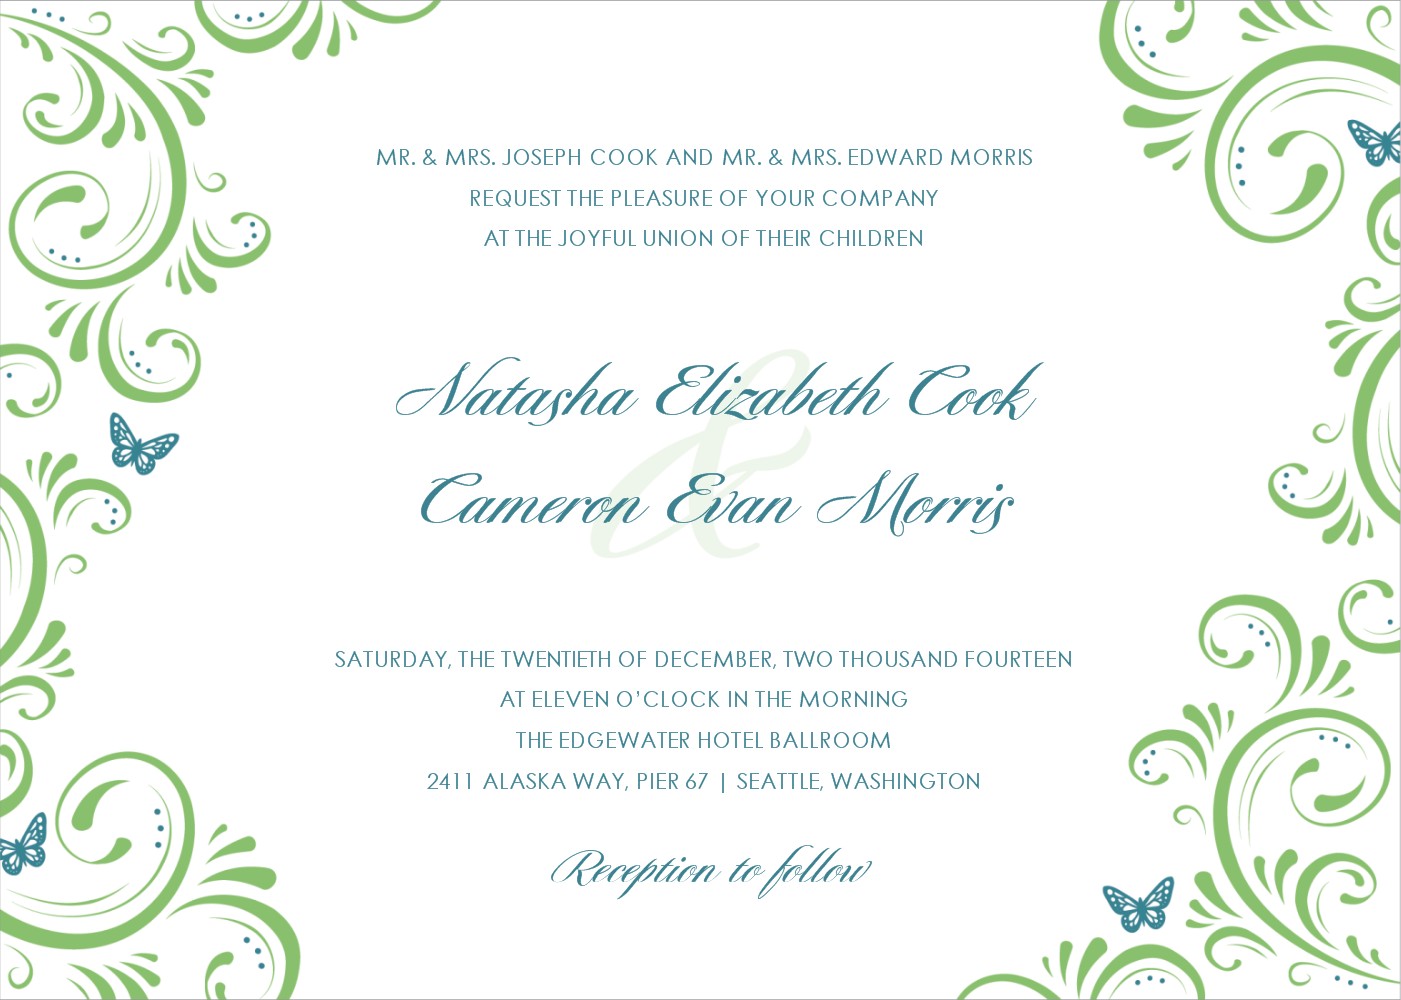 MR. & MRS. JOSEPH COOK AND MR. & MRS. EDWARD MORRIS
REQUEST THE PLEASURE OF YOUR COMPANY
AT THE JOYFUL UNION OF THEIR CHILDREN
Natasha Elizabeth Cook
&
Cameron Evan Morris
SATURDAY, THE TWENTIETH OF DECEMBER, TWO THOUSAND FOURTEEN
AT ELEVEN O’CLOCK IN THE MORNING
THE EDGEWATER HOTEL BALLROOM
2411 ALASKA WAY, PIER 67 | SEATTLE, WASHINGTON
Reception to follow